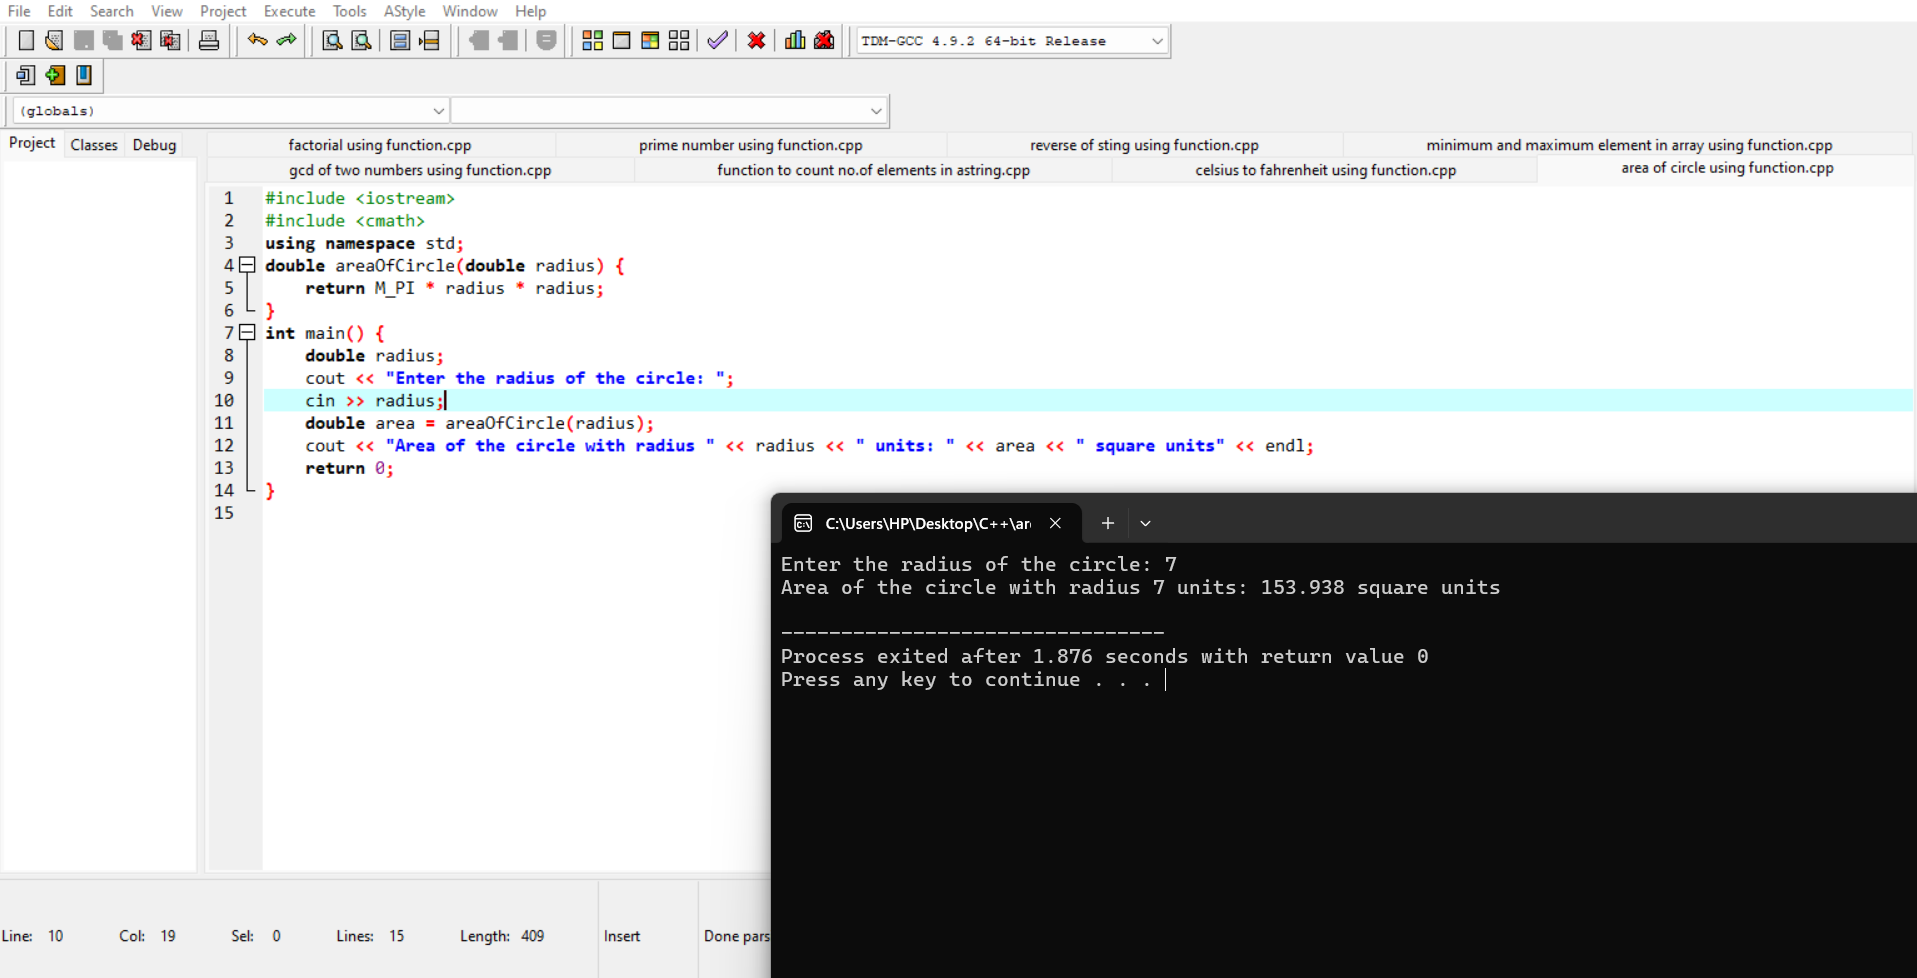 File Edit Search View Project Execute Tools AStyle Window Help
TDM-GCC 4.9.2 64-bit Release
(globals)
Project Classes Debug
factorial using function.cpp prime number using function.cpp reverse of sting using function.cpp minimum and maximum element in array using function.cpp
gcd of two numbers using function.cpp function to count no.of elements in astring.cpp celsius to fahrenheit using function.cpp area of circle using function.cpp
1 #include <iostream>
2 #include <cmath>
3 using namespace std;
4 double areaOfCircle(double radius) {
5 return M_PI * radius * radius;
6 }
7 int main() {
8 double radius;
9 cout << "Enter the radius of the circle: ";
10 cin >> radius;
11 double area = areaOfCircle(radius);
12 cout << "Area of the circle with radius " << radius << " units: " << area << " square units" << endl;
13 return 0;
14 }
15
C:\Users\HP\Desktop\C++\ar
Enter the radius of the circle: 7
Area of the circle with radius 7 units: 153.938 square units
--------------------------------
Process exited after 1.876 seconds with return value 0
Press any key to continue . . .
Line: 10 Col: 19 Sel: 0 Lines: 15 Length: 409 Insert Done pars